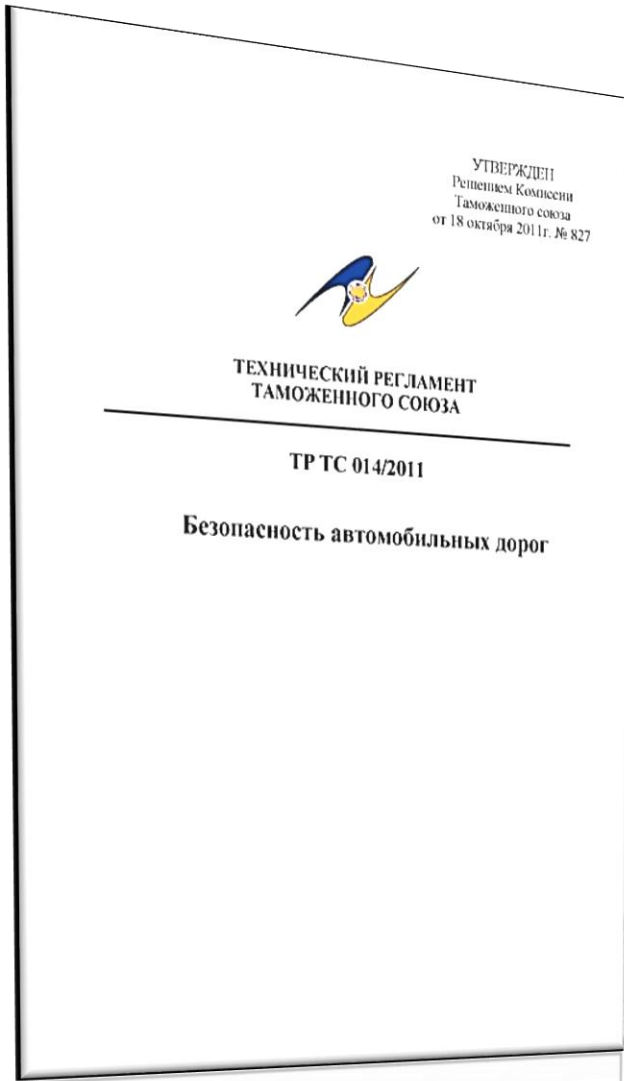 УТВЕРЖДЕН
Решением Комиссии
Таможенного союза
от 18 октября 2011г. № 827
ТЕХНИЧЕСКИЙ РЕГЛАМЕНТ
ТАМОЖЕННОГО СОЮЗА
ТР ТС 014/2011
Безопасность автомобильных дорог